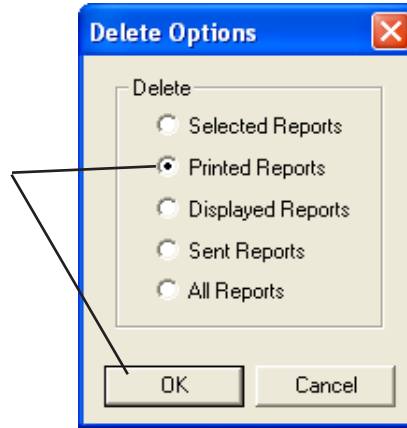 Delete Options
Delete
Selected Reports
Printed Reports
Displayed Reports
Sent Reports
All Reports
OK Cancel